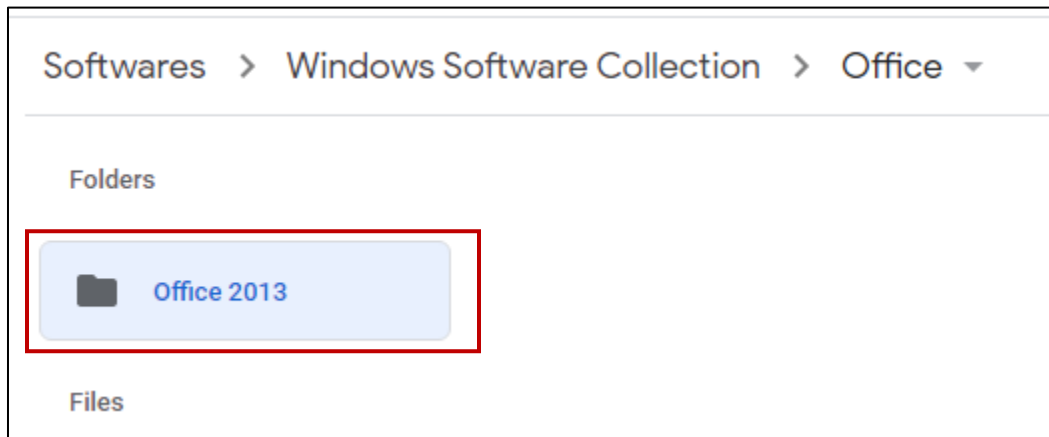 Softwares > Windows Software Collection > Office
Folders
Office 2013
Files